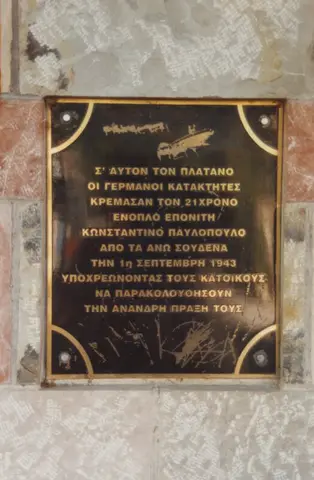 Σ' ΑΥΤΟΝ ΤΟΝ ΠΛΑΤΑΝΟ
ΟΙ ΓΕΡΜΑΝΟΙ ΚΑΤΑΚΤΗΤΕΣ
ΚΡΕΜΑΣΑΝ ΤΟΝ 21ΧΡΟΝΟ
ΕΝΟΠΛΟ ΕΠΟΝΙΤΗ
ΚΩΝΣΤΑΝΤΙΝΟ ΠΑΥΛΟΠΟΥΛΟ
ΑΠΟ ΤΑ ΑΝΩ ΣΟΥΔΕΝΑ
ΤΗΝ 1η ΣΕΠΤΕΜΒΡΗ 1943
ΥΠΟΧΡΕΩΝΟΝΤΑΣ ΤΟΥΣ ΚΑΤΟΙΚΟΥΣ
ΝΑ ΠΑΡΑΚΟΛΟΥΘΗΣΟΥΝ
ΤΗΝ ΑΝΑΝΔΡΗ ΠΡΑΞΗ ΤΟΥΣ